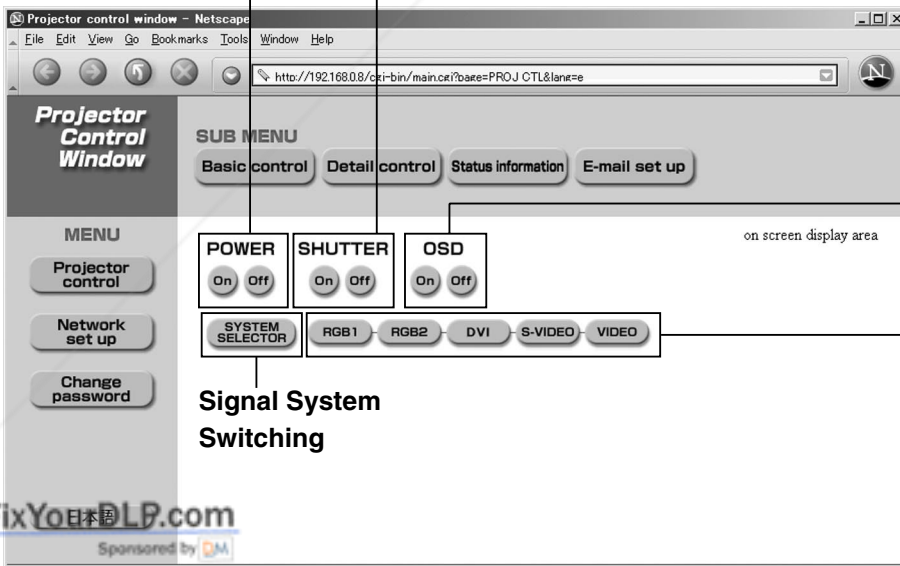 Projector control window - Netscape
File Edit View Go Bookmarks Tools Window Help
http://192.168.0.8/cgi-bin/main.cgi?page=PROJ CTL&lang=e
N
Projector
Control
Window
SUB MENU
Basic control Detail control Status information E-mail set up
MENU
Projector
control
Network
set up
Change
password
POWER SHUTTER OSD
On Off On Off On Off
on screen display area
SYSTEM
SELECTOR
RGB1 RGB2 DVI S-VIDEO VIDEO
Signal System
Switching
日本語
ixYourDLP.com
Sponsored by DM